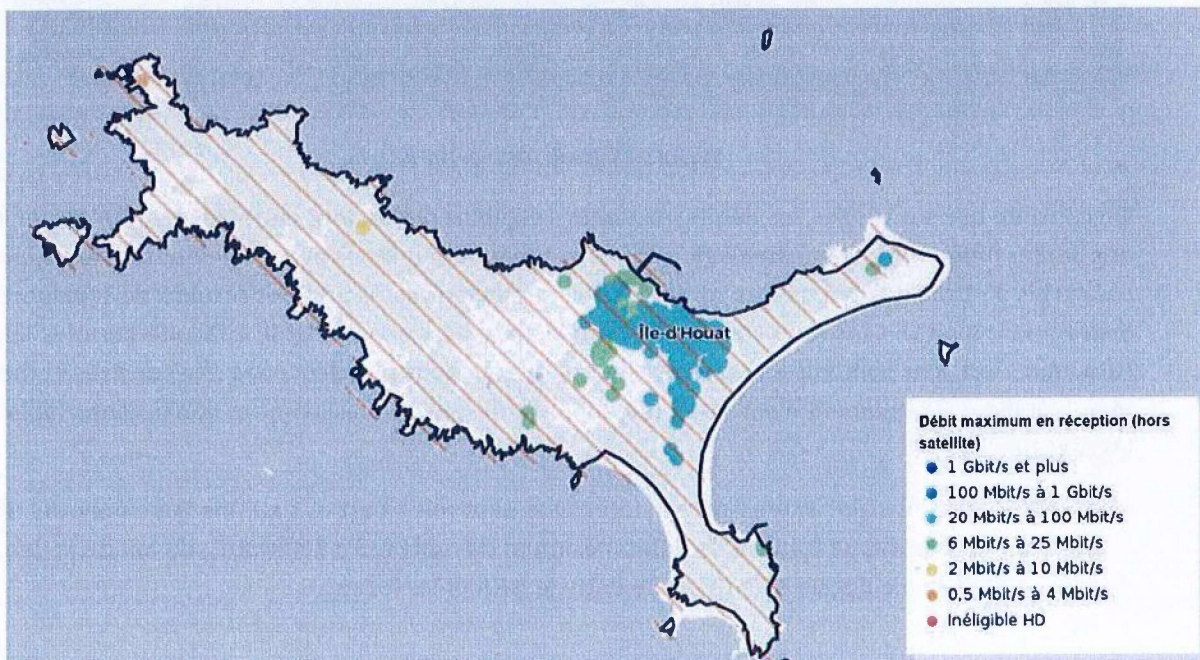 Île-d'Houat
Débit maximum en réception (hors
satellite)
1 Gbit/s et plus
100 Mbit/s à 1 Gbit/s
20 Mbit/s à 100 Mbit/s
6 Mbit/s à 25 Mbit/s
2 Mbit/s à 10 Mbit/s
0,5 Mbit/s à 4 Mbit/s
Inéligible HD